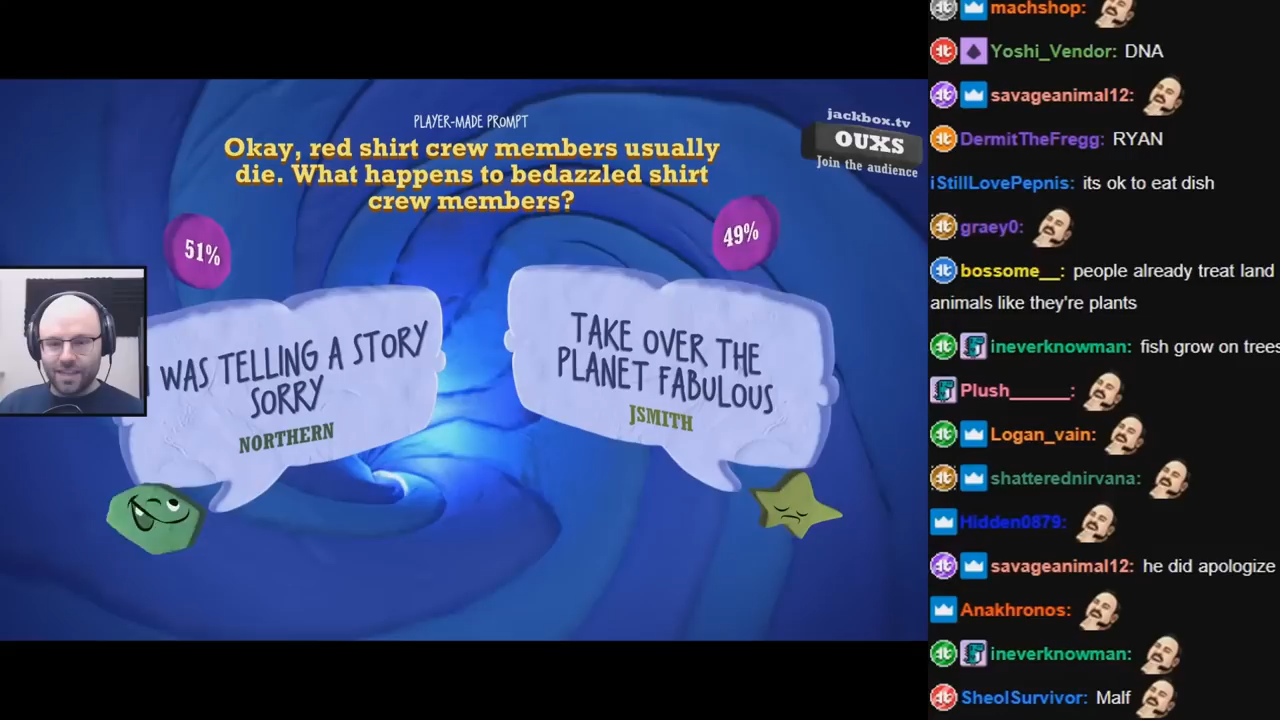 PLAYER-MADE PROMPT
Okay, red shirt crew members usually
die. What happens to bedazzled shirt
crew members?
jackbox.tv
OUXS
Join the audience
51%
49%
WAS TELLING A STORY
SORRY
NORTHERN
TAKE OVER THE
PLANET FABULOUS
JSMITH
machshop:
Yoshi_Vendor: DNA
savageanimal12:
DermitTheFregg: RYAN
iStillLovePepnis: its ok to eat dish
graey0:
bossome__: people already treat land
animals like they're plants
ineverknowman: fish grow on trees
Plush______:
Logan_vain:
shatterednirvana:
Hidden0879:
savageanimal12: he did apologize
Anakhronos:
ineverknowman:
SheolSurvivor: Malf